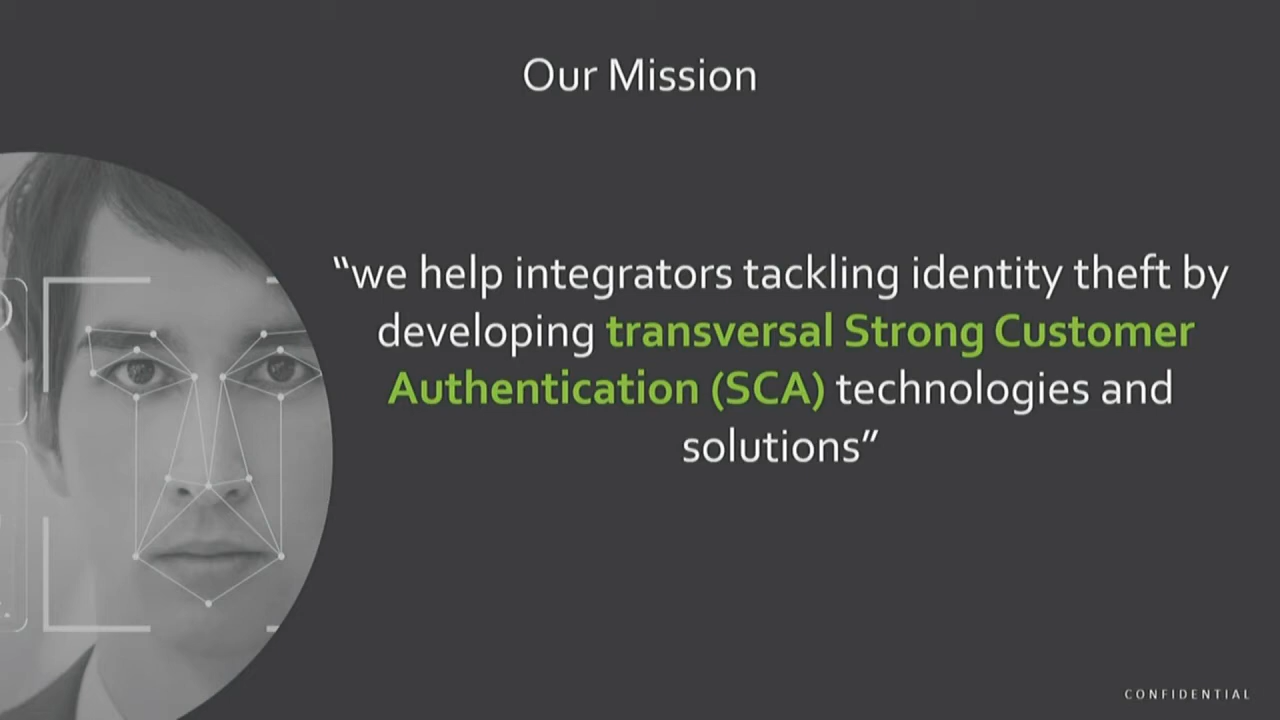 Our Mission
“we help integrators tackling identity theft by
developing transversal Strong Customer
Authentication (SCA) technologies and
solutions”
CONFIDENTIAL